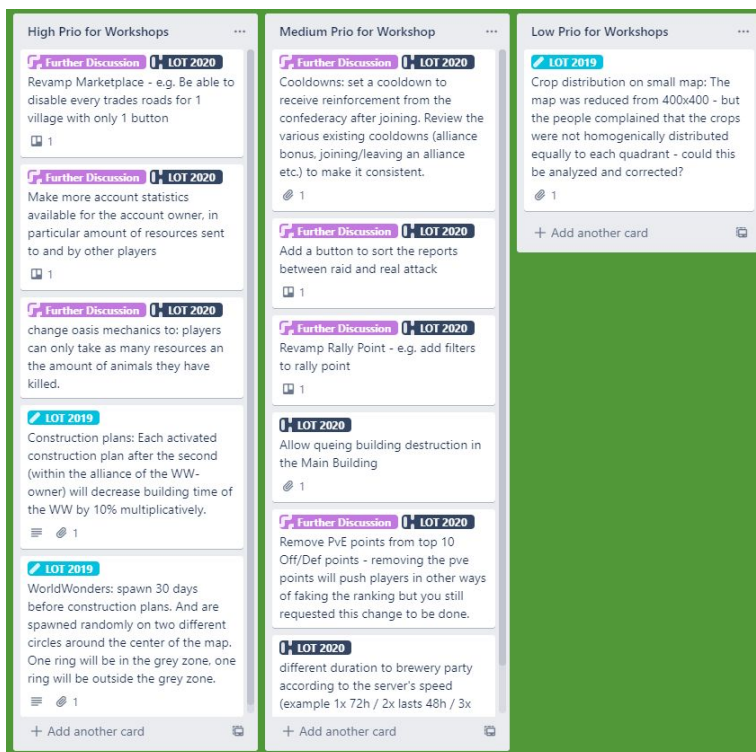 High Prio for Workshops
Further Discussion LOT 2020
Revamp Marketplace - e.g. Be able to
disable every trades roads for 1
village with only 1 button
1
Further Discussion LOT 2020
Make more account statistics
available for the account owner, in
particular amount of resources sent
to and by other players
1
Further Discussion LOT 2020
change oasis mechanics to: players
can only take as many resources an
the amount of animals they have
killed.
LOT 2019
Construction plans: Each activated
construction plan after the second
(within the alliance of the WW-
owner) will decrease building time of
the WW by 10% multiplicatively.
1
LOT 2019
WorldWonders: spawn 30 days
before construction plans. And are
spawned randomly on two different
circles around the center of the map.
One ring will be in the grey zone, one
ring will be outside the grey zone.
1
+ Add another card
Medium Prio for Workshop
Further Discussion LOT 2020
Cooldowns: set a cooldown to
receive reinforcement from the
confederacy after joining. Review the
various existing cooldowns (alliance
bonus, joining/leaving an alliance
etc.) to make it consistent.
1
Further Discussion LOT 2020
Add a button to sort the reports
between raid and real attack
1
Further Discussion LOT 2020
Revamp Rally Point - e.g. add filters
to rally point
1
LOT 2020
Allow queing building destruction in
the Main Building
1
Further Discussion LOT 2020
Remove PvE points from top 10
Off/Def points - removing the pve
points will push players in other ways
of faking the ranking but you still
requested this change to be done.
LOT 2020
different duration to brewery party
according to the server's speed
(example 1x 72h / 2x lasts 48h / 3x
+ Add another card
Low Prio for Workshops
LOT 2019
Crop distribution on small map: The
map was reduced from 400x400 - but
the people complained that the crops
were not homogenically distributed
equally to each quadrant - could this
be analyzed and corrected?
1
+ Add another card